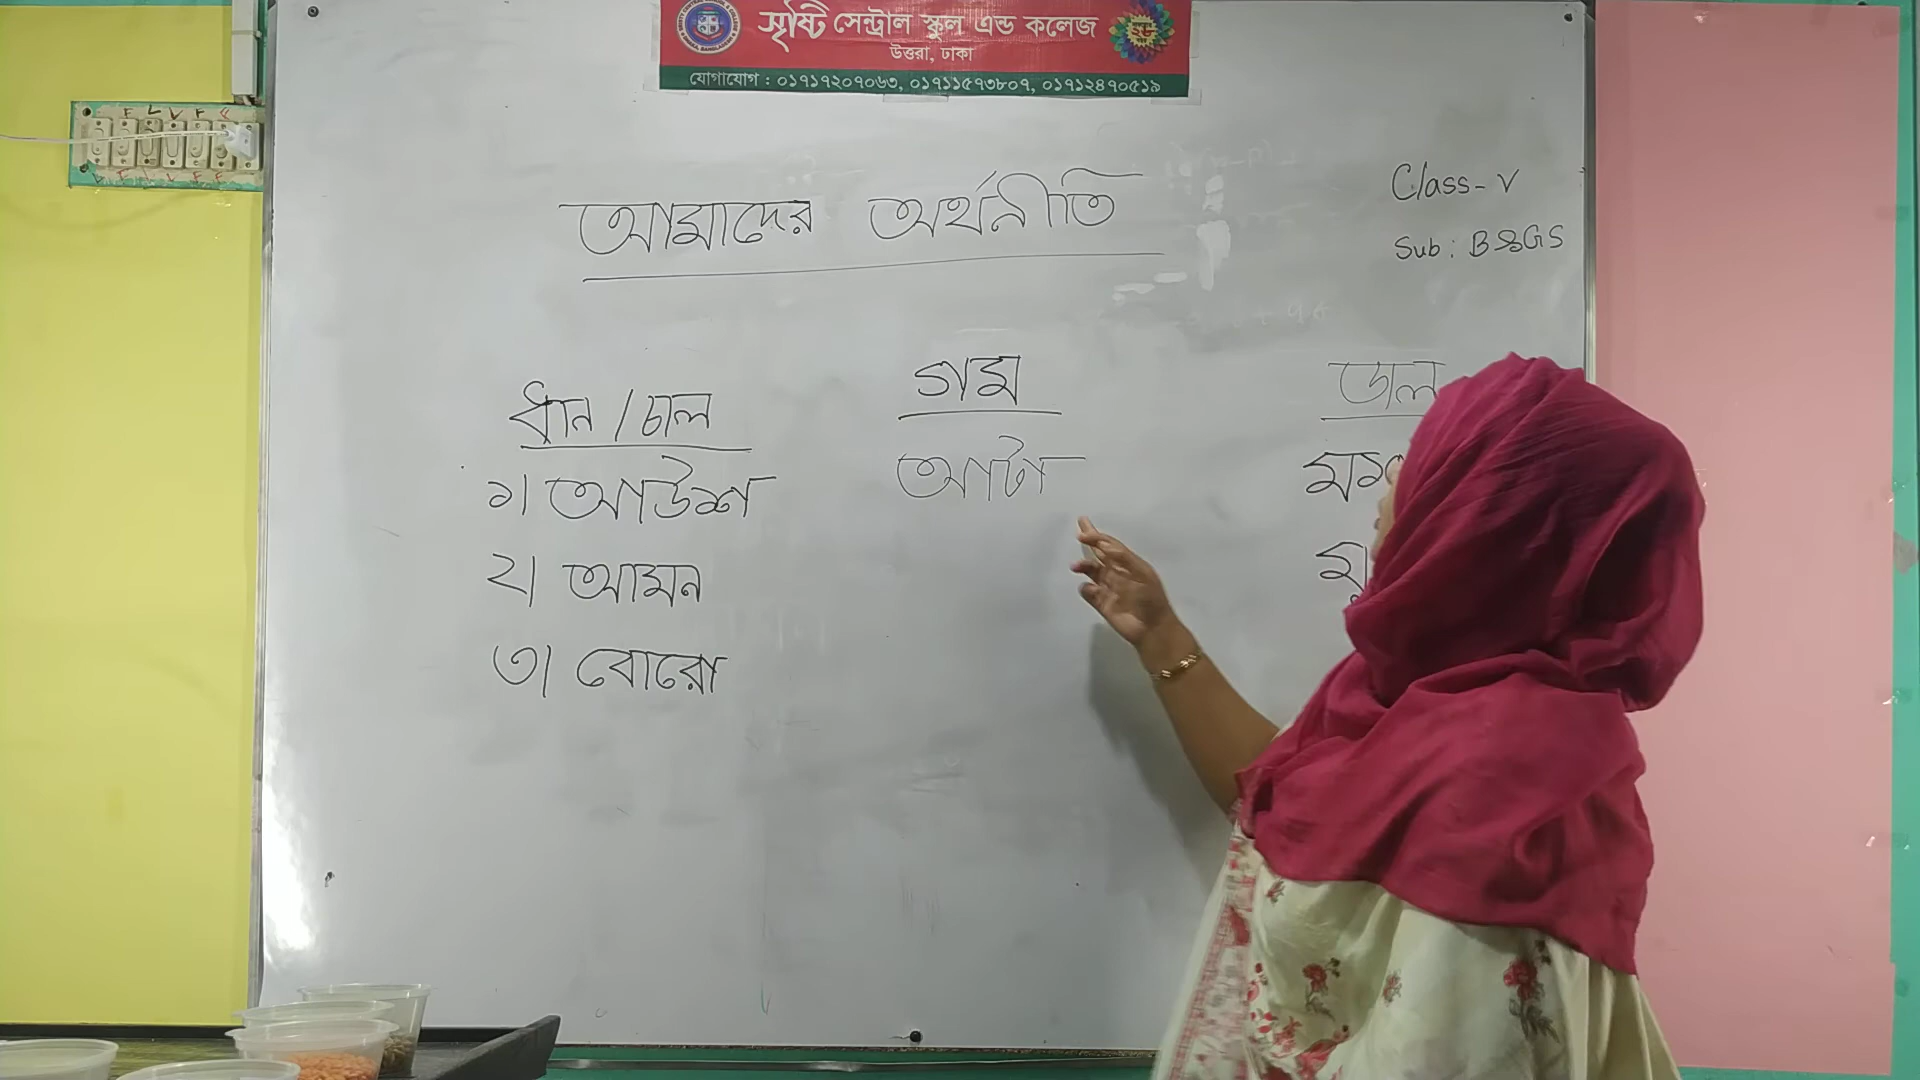 সৃষ্টি সেন্ট্রাল স্কুল এন্ড কলেজ
উত্তরা, ঢাকা
যোগাযোগ : ০১৭১৭২০৭০৬৩, ০১৭১১৫৭৩৮০৭, ০১৭১২৪৭০৫১৯
Class- V
Sub: B&GS
আমাদের অর্থনীতি
ধান / চাল
১। আউশ
২। আমন
৩। বোরো
গম
আটা
ডাল